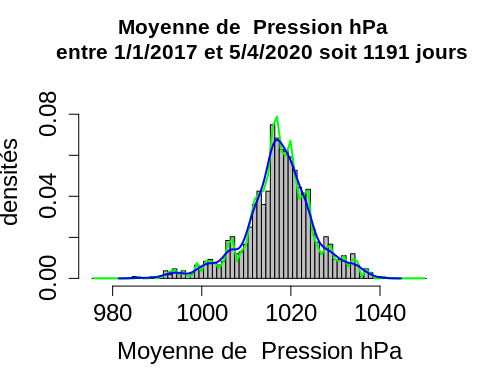 Moyenne de  Pression hPa
entre 1/1/2017 et 5/4/2020 soit 1191 jours
densités
0.00
0.04
0.08
980
1000
1020
1040
Moyenne de  Pression hPa